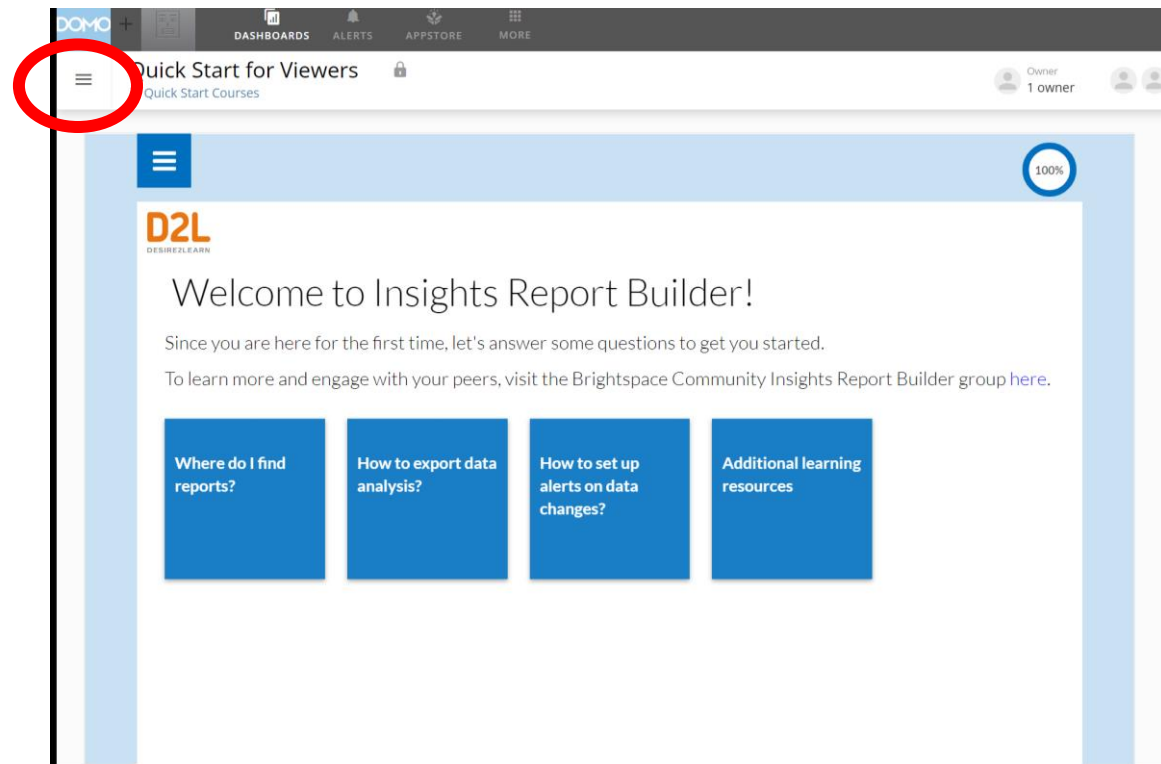 DOMO +
DASHBOARDS ALERTS APPSTORE MORE
Quick Start for Viewers
Quick Start Courses
Owner
1 owner
100%
D2L
DESIRE2LEARN
Welcome to Insights Report Builder!
Since you are here for the first time, let's answer some questions to get you started.
To learn more and engage with your peers, visit the Brightspace Community Insights Report Builder group here.
Where do I find
reports?
How to export data
analysis?
How to set up
alerts on data
changes?
Additional learning
resources